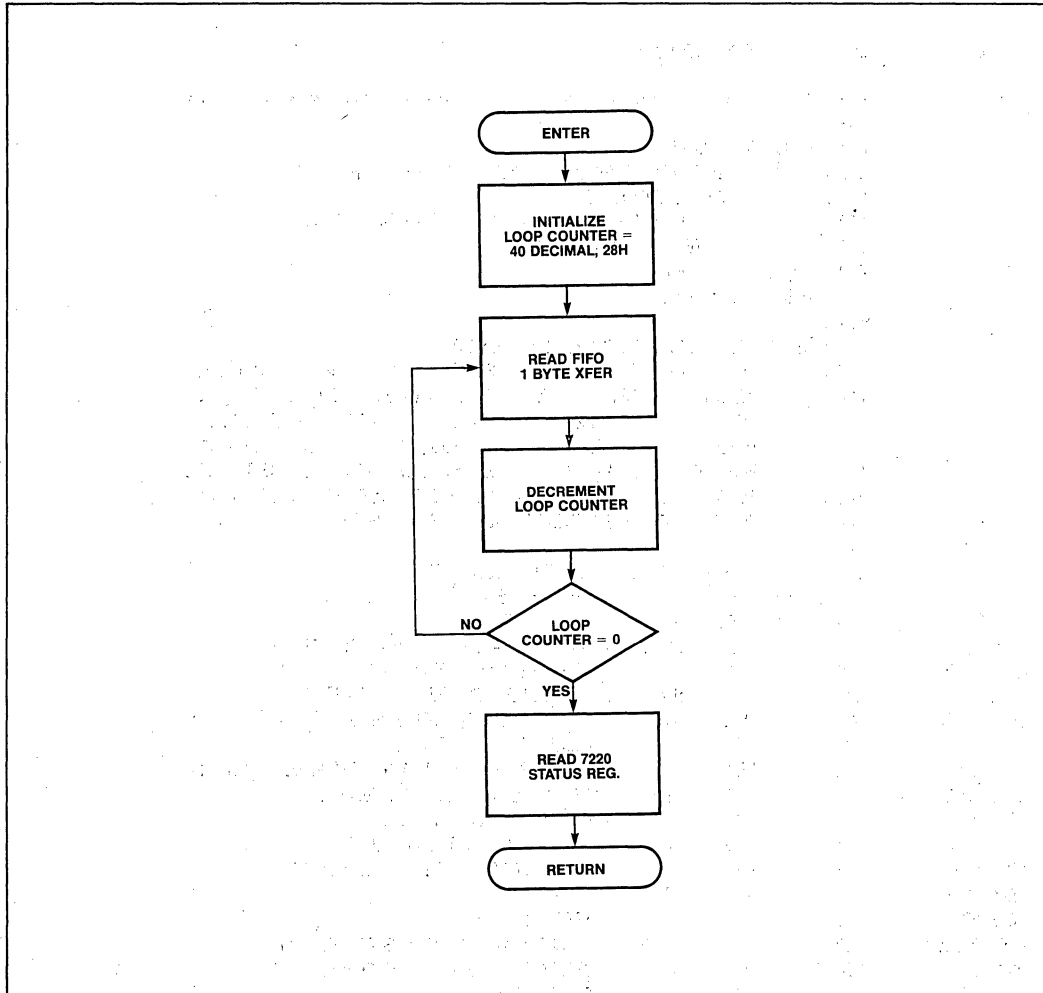 ENTER
INITIALIZE
LOOP COUNTER =
40 DECIMAL; 28H
READ FIFO
1 BYTE XFER
DECREMENT
LOOP COUNTER
NO
LOOP
COUNTER = 0
YES
READ 7220
STATUS REG.
RETURN